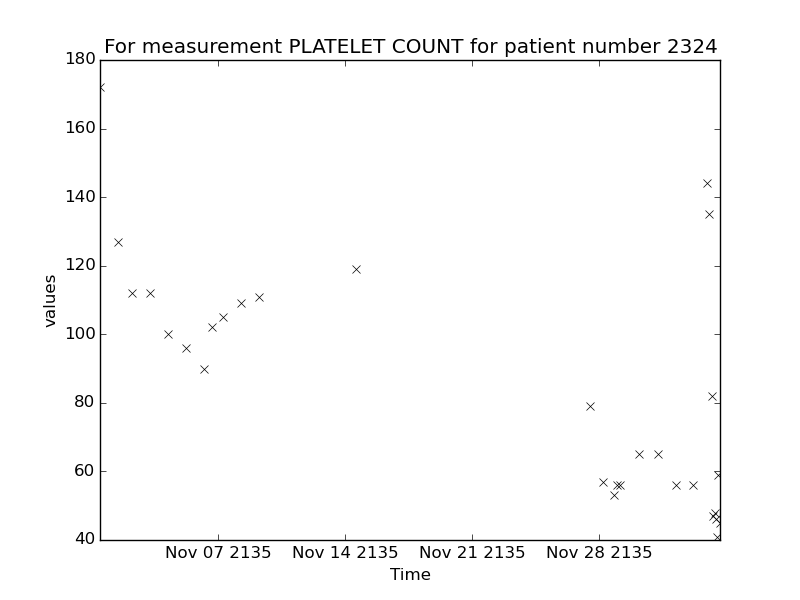 For measurement PLATELET COUNT for patient number 2324
180
160
140
120
100
80
60
40
values
Nov 07 2135 Nov 14 2135 Nov 21 2135 Nov 28 2135
Time